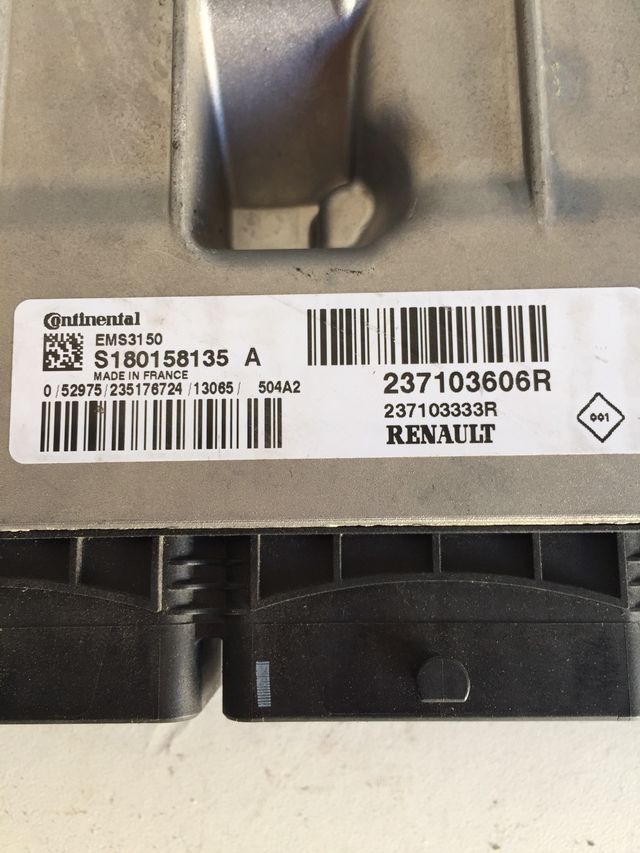 Continental
EMS3150
S180158135 A
MADE IN FRANCE
0/52975/235176724/13065/ 504A2
237103606R
237103333R
RENAULT
001